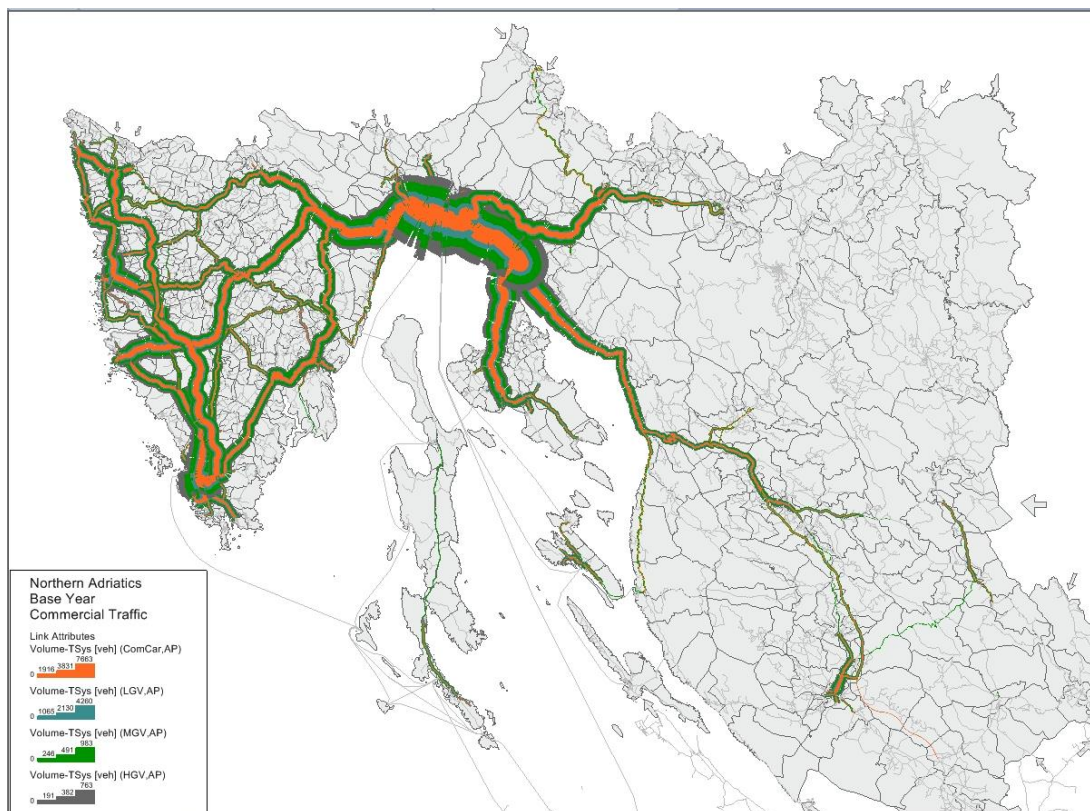 Northern Adriatics
Base Year
Commercial Traffic
Link Attributes
Volume-TSys [veh] (ComCar,AP)
0 1916 3831 7663
Volume-TSys [veh] (LGV,AP)
0 1065 2130 4260
Volume-TSys [veh] (MGV,AP)
0 246 491 983
Volume-TSys [veh] (HGV,AP)
0 191 382 763